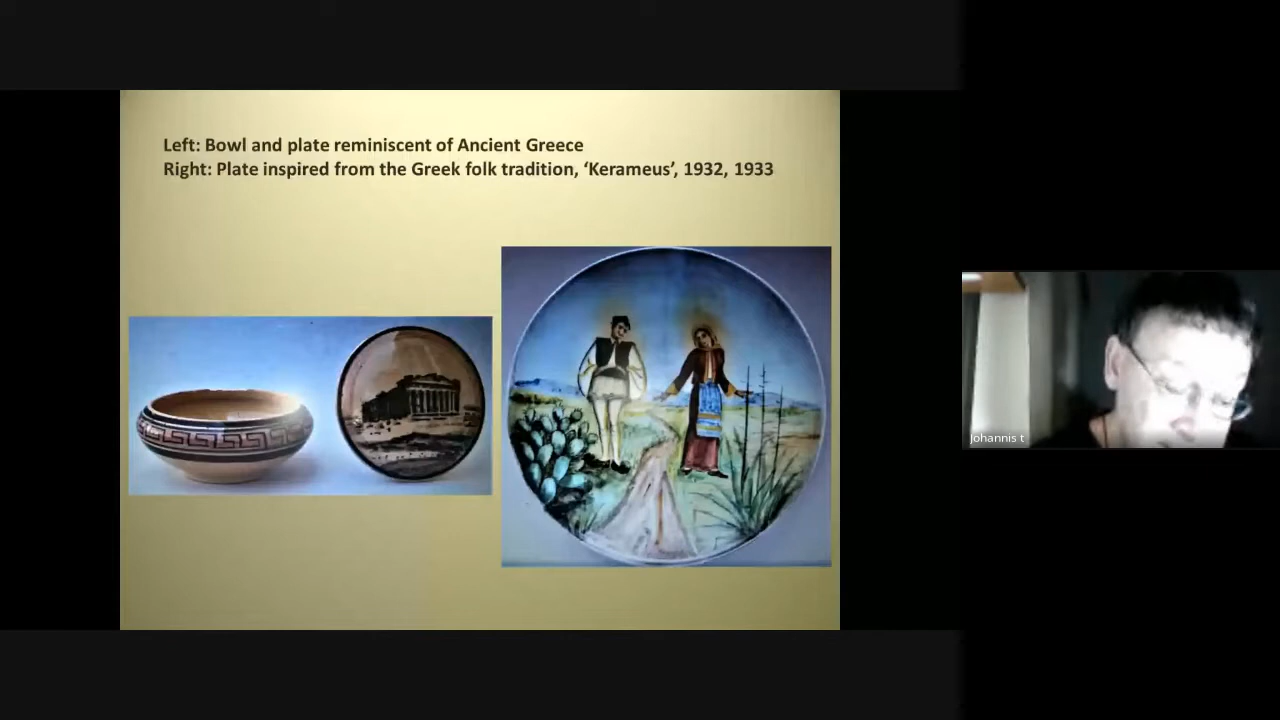 Left: Bowl and plate reminiscent of Ancient Greece
Right: Plate inspired from the Greek folk tradition, ‘Kerameus’, 1932, 1933
Johannis t